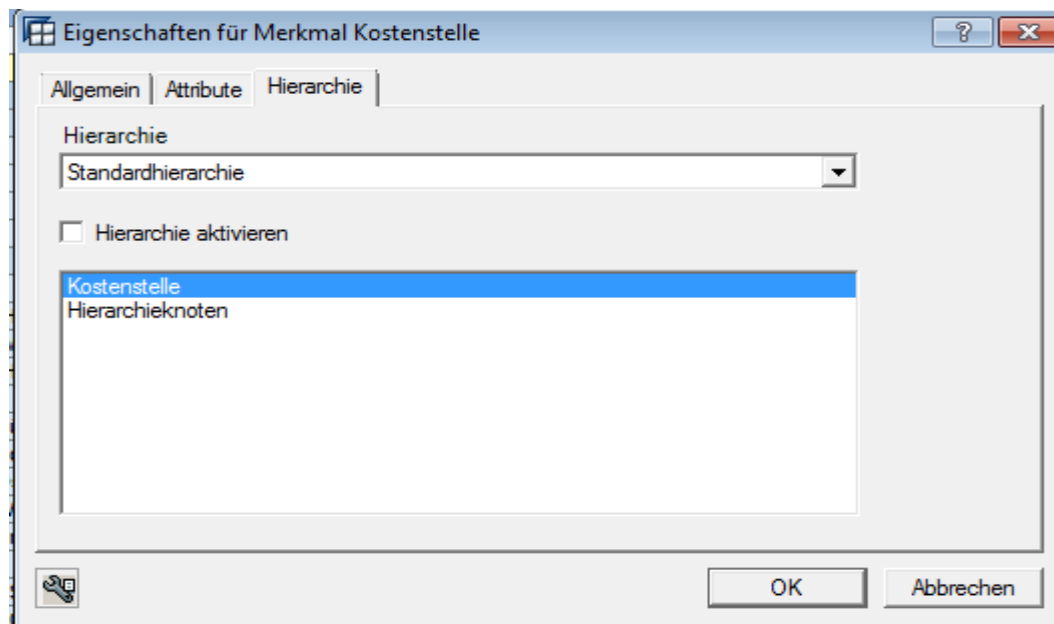 Eigenschaften für Merkmal Kostenstelle
Allgemein Attribute Hierarchie
Hierarchie
Standardhierarchie
Hierarchie aktivieren
Kostenstelle
Hierarchieknoten
OK Abbrechen